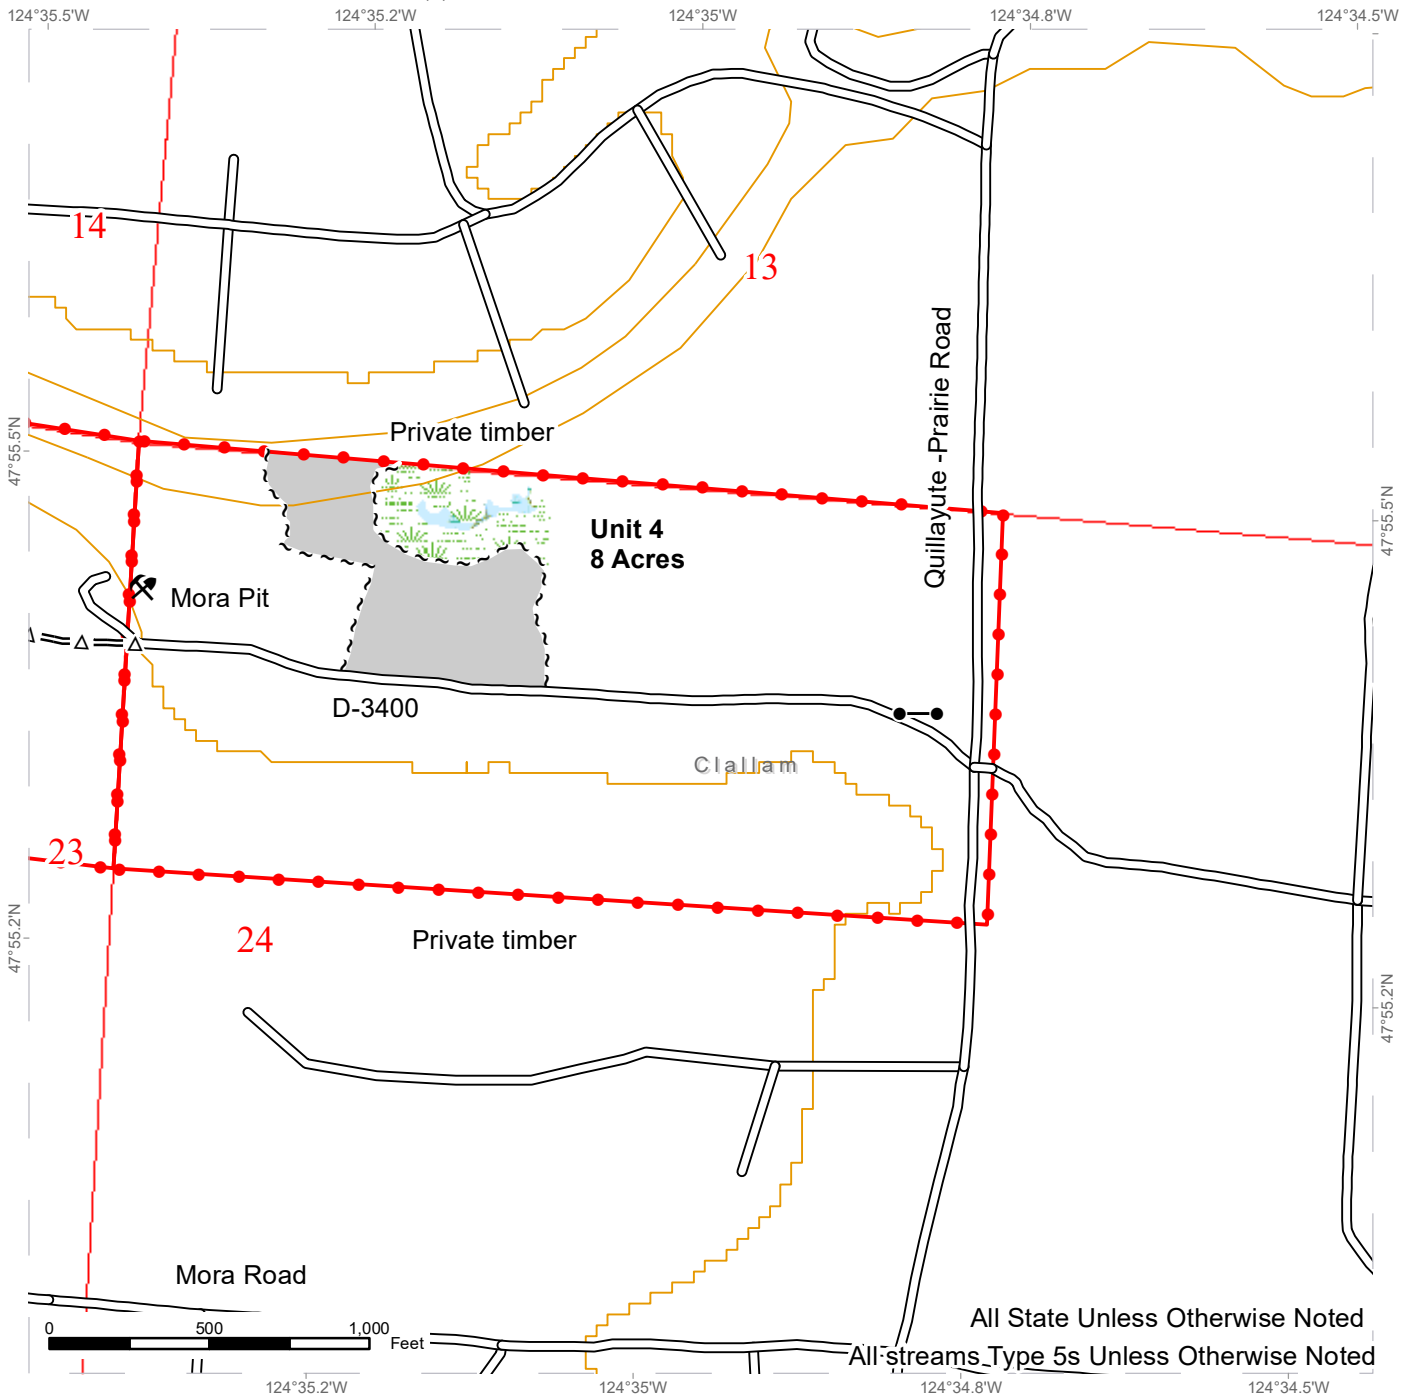 124°35.5'W
124°35.2'W
124°35'W
124°34.8'W
124°34.5'W
14
13
Quillayute -Prairie Road
Private timber
47°55.5'N
47°55.5'N
Unit 4
8 Acres
Mora Pit
D-3400
Clallam
23
24
Private timber
47°55.2'N
47°55.2'N
Mora Road
All State Unless Otherwise Noted
0 500 1,000
Feet
All streams Type 5s Unless Otherwise Noted
124°35.2'W
124°35'W
124°34.8'W
124°34.5'W